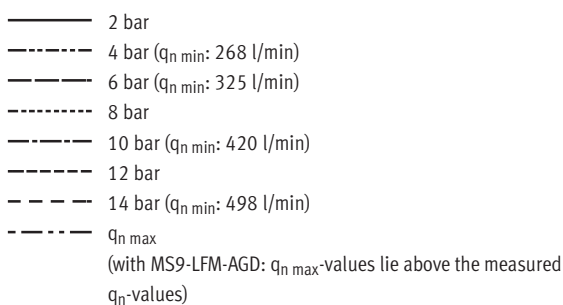 2 bar
4 bar (qn min: 268 l/min)
6 bar (qn min: 325 l/min)
8 bar
10 bar (qn min: 420 l/min)
12 bar
14 bar (qn min: 498 l/min)
qn max
(with MS9-LFM-AGD: qn max-values lie above the measured
qn-values)